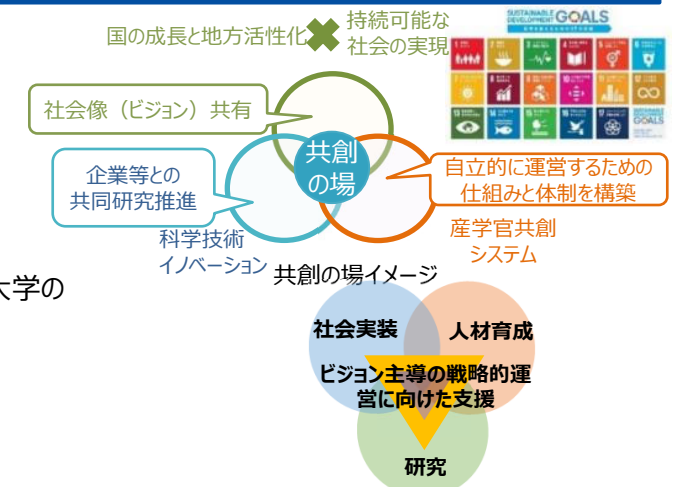 国の成長と地方活性化
持続可能な
社会の実現
SUSTAINABLE
DEVELOPMENT GOALS
社会像（ビジョン）共有
企業等との
共同研究推進
共創
の場
自立的に運営するための
仕組みと体制を構築
科学技術
イノベーション
産学官共創
システム
共創の場イメージ
大学の
社会実装
人材育成
ビジョン主導の戦略的運
営に向けた支援
研究